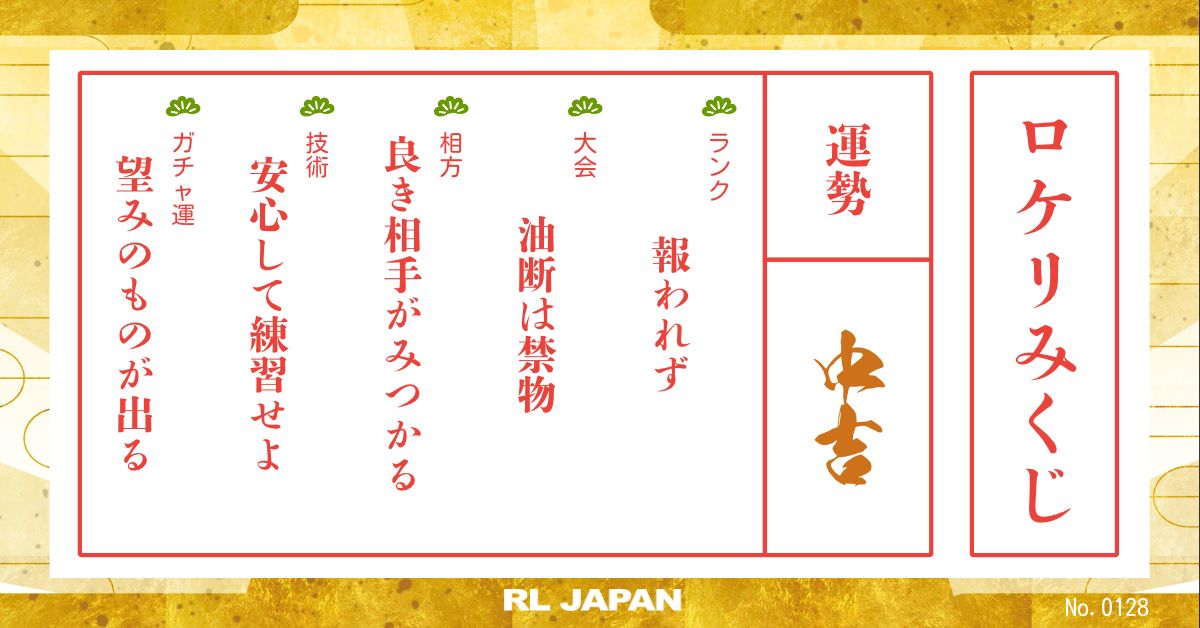 ロケリみくじ
運勢
中吉
ランク
報われず
大会
油断は禁物
相方
良き相手がみつかる
技術
安心して練習せよ
ガチャ運
望みのものが出る
RL JAPAN
No.0128